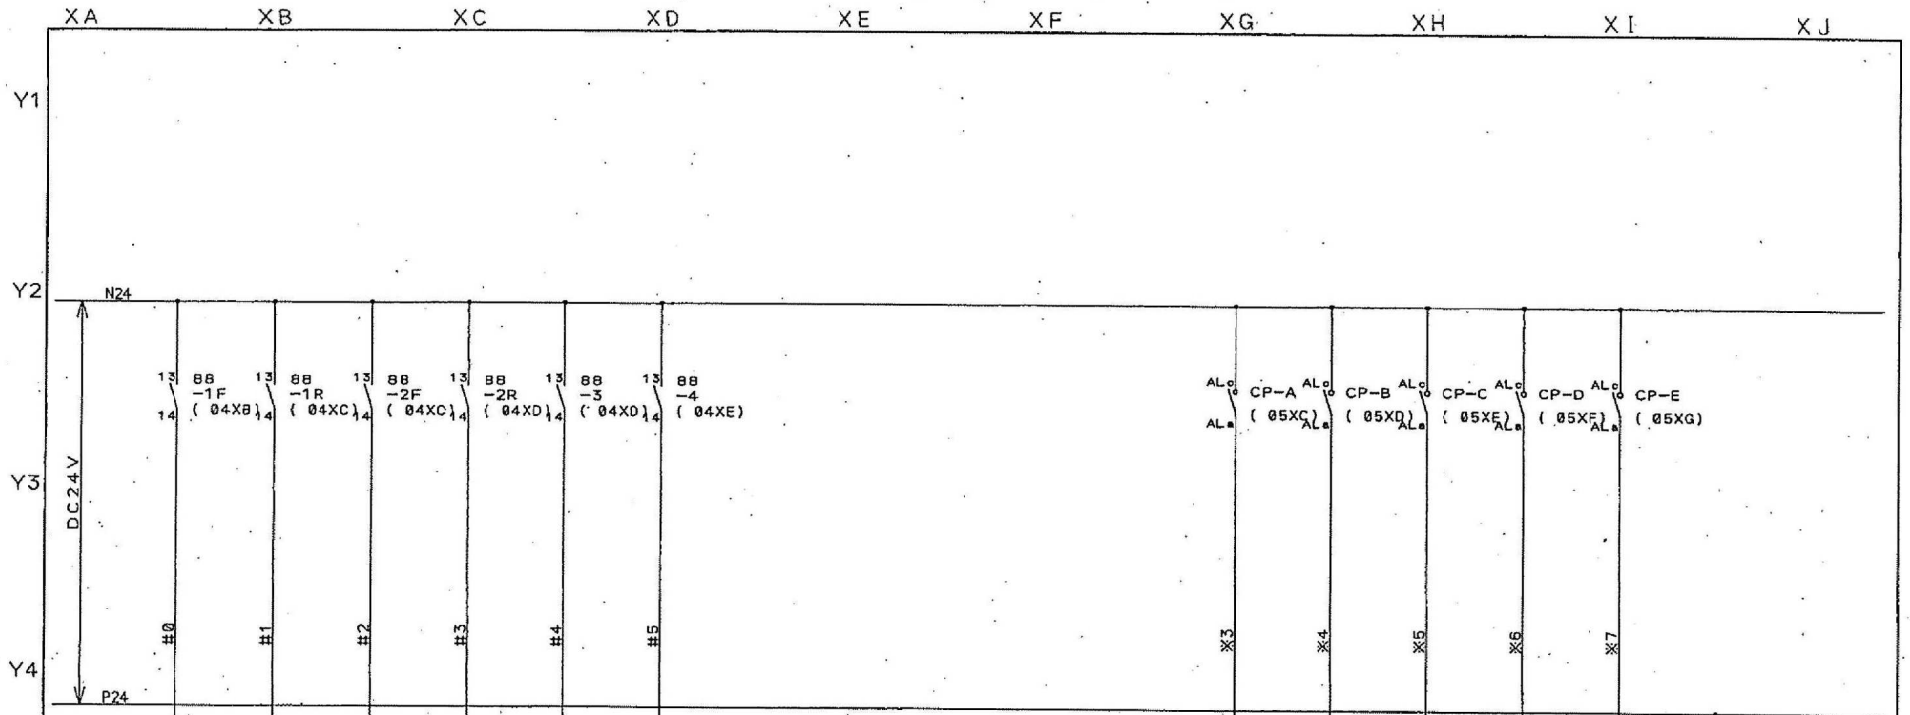 XA XB XC XD XE XF XG XH XI XJ
Y1
Y2
N24
13 88 13 88 13 88 13 88 13 88 13 88
-1F -1R -2F -2R -3 -4
14 ( 04XB) 14 ( 04XC) 14 ( 04XC) 14 ( 04XD) 14 ( 04XD) 14 ( 04XE)
ALc CP-A ALc CP-B ALc CP-C ALc CP-D ALc CP-E
ALa ( 05XC) ALa ( 05XD) ALa ( 05XE) ALa ( 05XF) ALa ( 05XG)
Y3
DC24V
#0 #1 #2 #3 #4 #5 ※3 ※4 ※5 ※6 ※7
Y4
P24